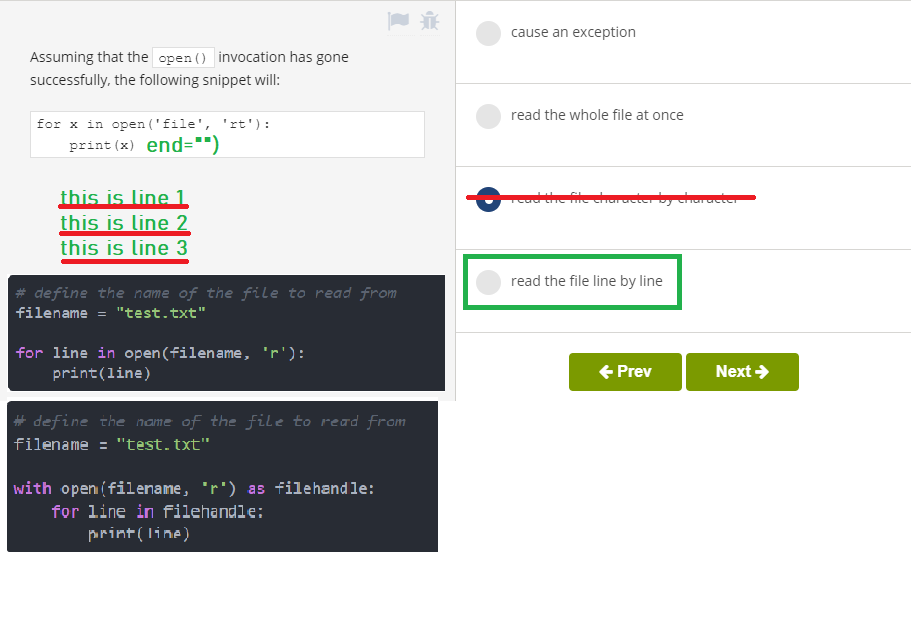 Assuming that the open() invocation has gone
successfully, the following snippet will:
for x in open('file', 'rt'):
    print(x) end="")
this is line 1
this is line 2
this is line 3
# define the name of the file to read from
filename = "test.txt"
for line in open(filename, 'r'):
    print(line)
# define the name of the file to read from
filename = "test.txt"
with open(filename, 'r') as filehandle:
    for line in filehandle:
        print(line)
cause an exception
read the whole file at once
read the file character by character
read the file line by line
Prev
Next